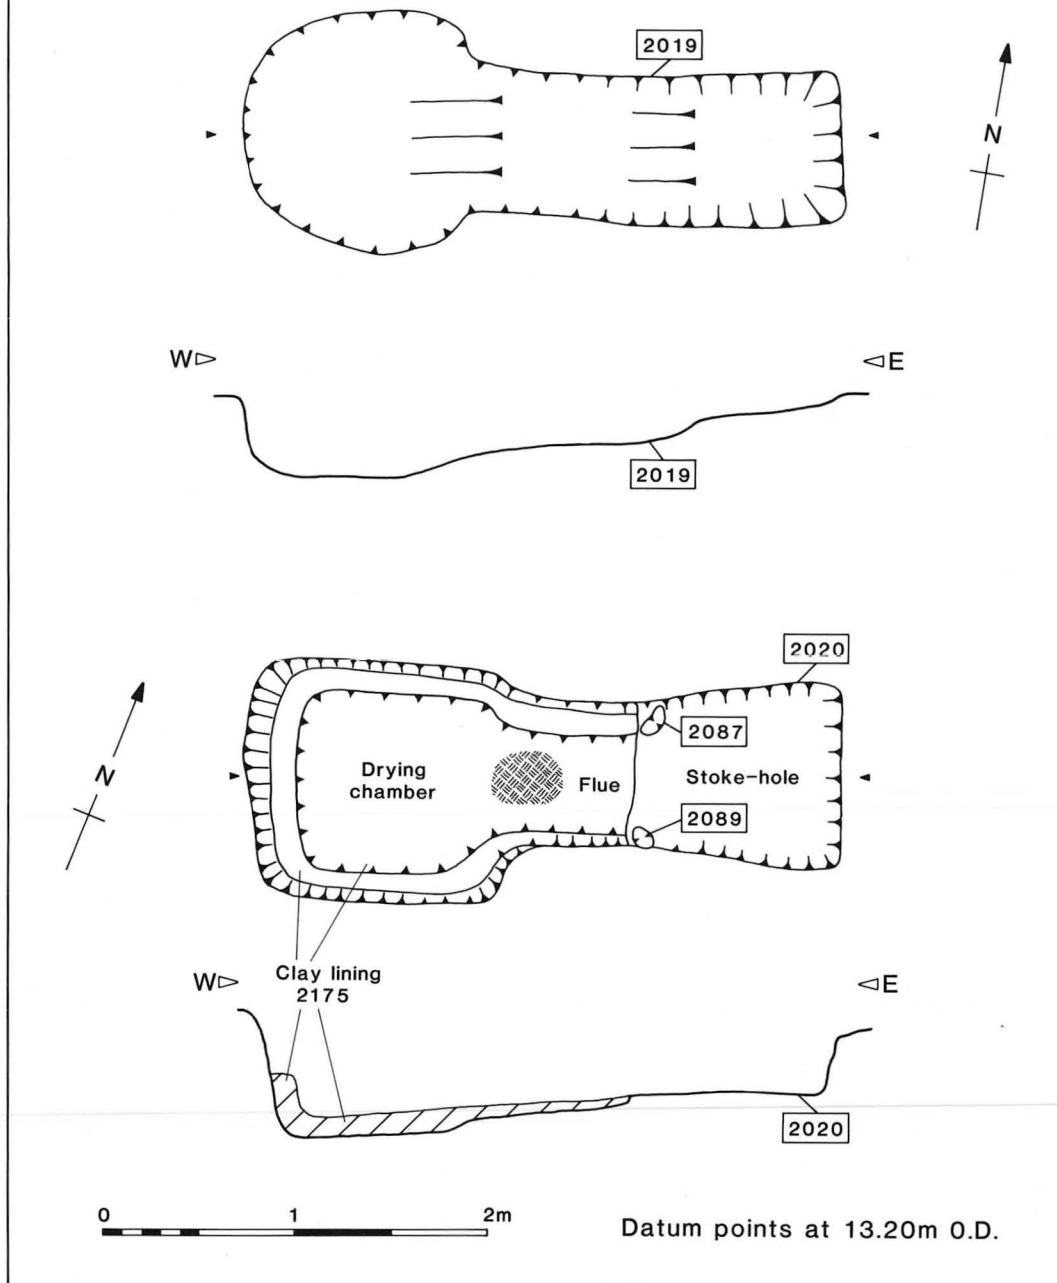 2019
N
W E
2019
2020
N
2087
Drying
chamber
Flue
Stoke-hole
2089
W E
Clay lining
2175
2020
0 1 2m
Datum points at 13.20m O.D.